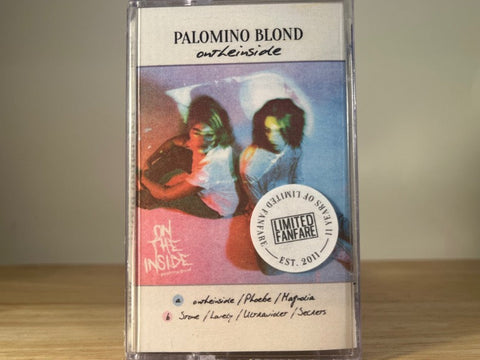 PALOMINO BLOND
ontheinside
ON
THE
INSIDE
11 YEARS OF LIMITED FANFARE
LIMITED
FANFARE
EST. 2011
a ontheinside / Phoebe / Magnolia
b Stone / Lovely / Ultraviolet / Secrets